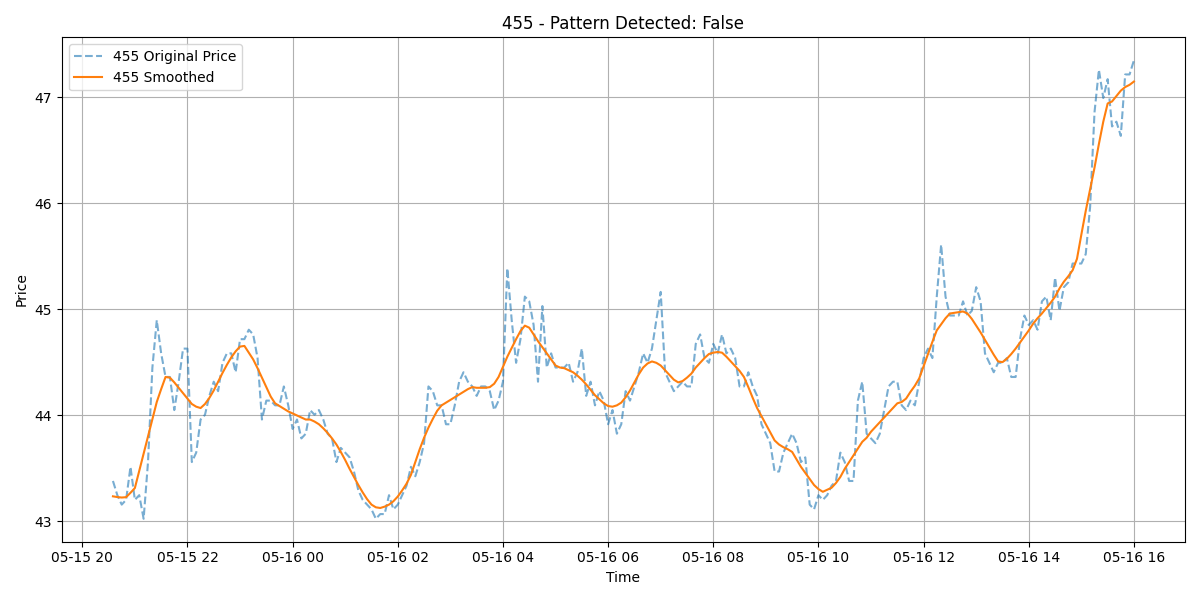 455 - Pattern Detected: False
455 Original Price
455 Smoothed
47
46
45
44
43
Price
05-15 20 05-15 22 05-16 00 05-16 02 05-16 04 05-16 06 05-16 08 05-16 10 05-16 12 05-16 14 05-16 16
Time